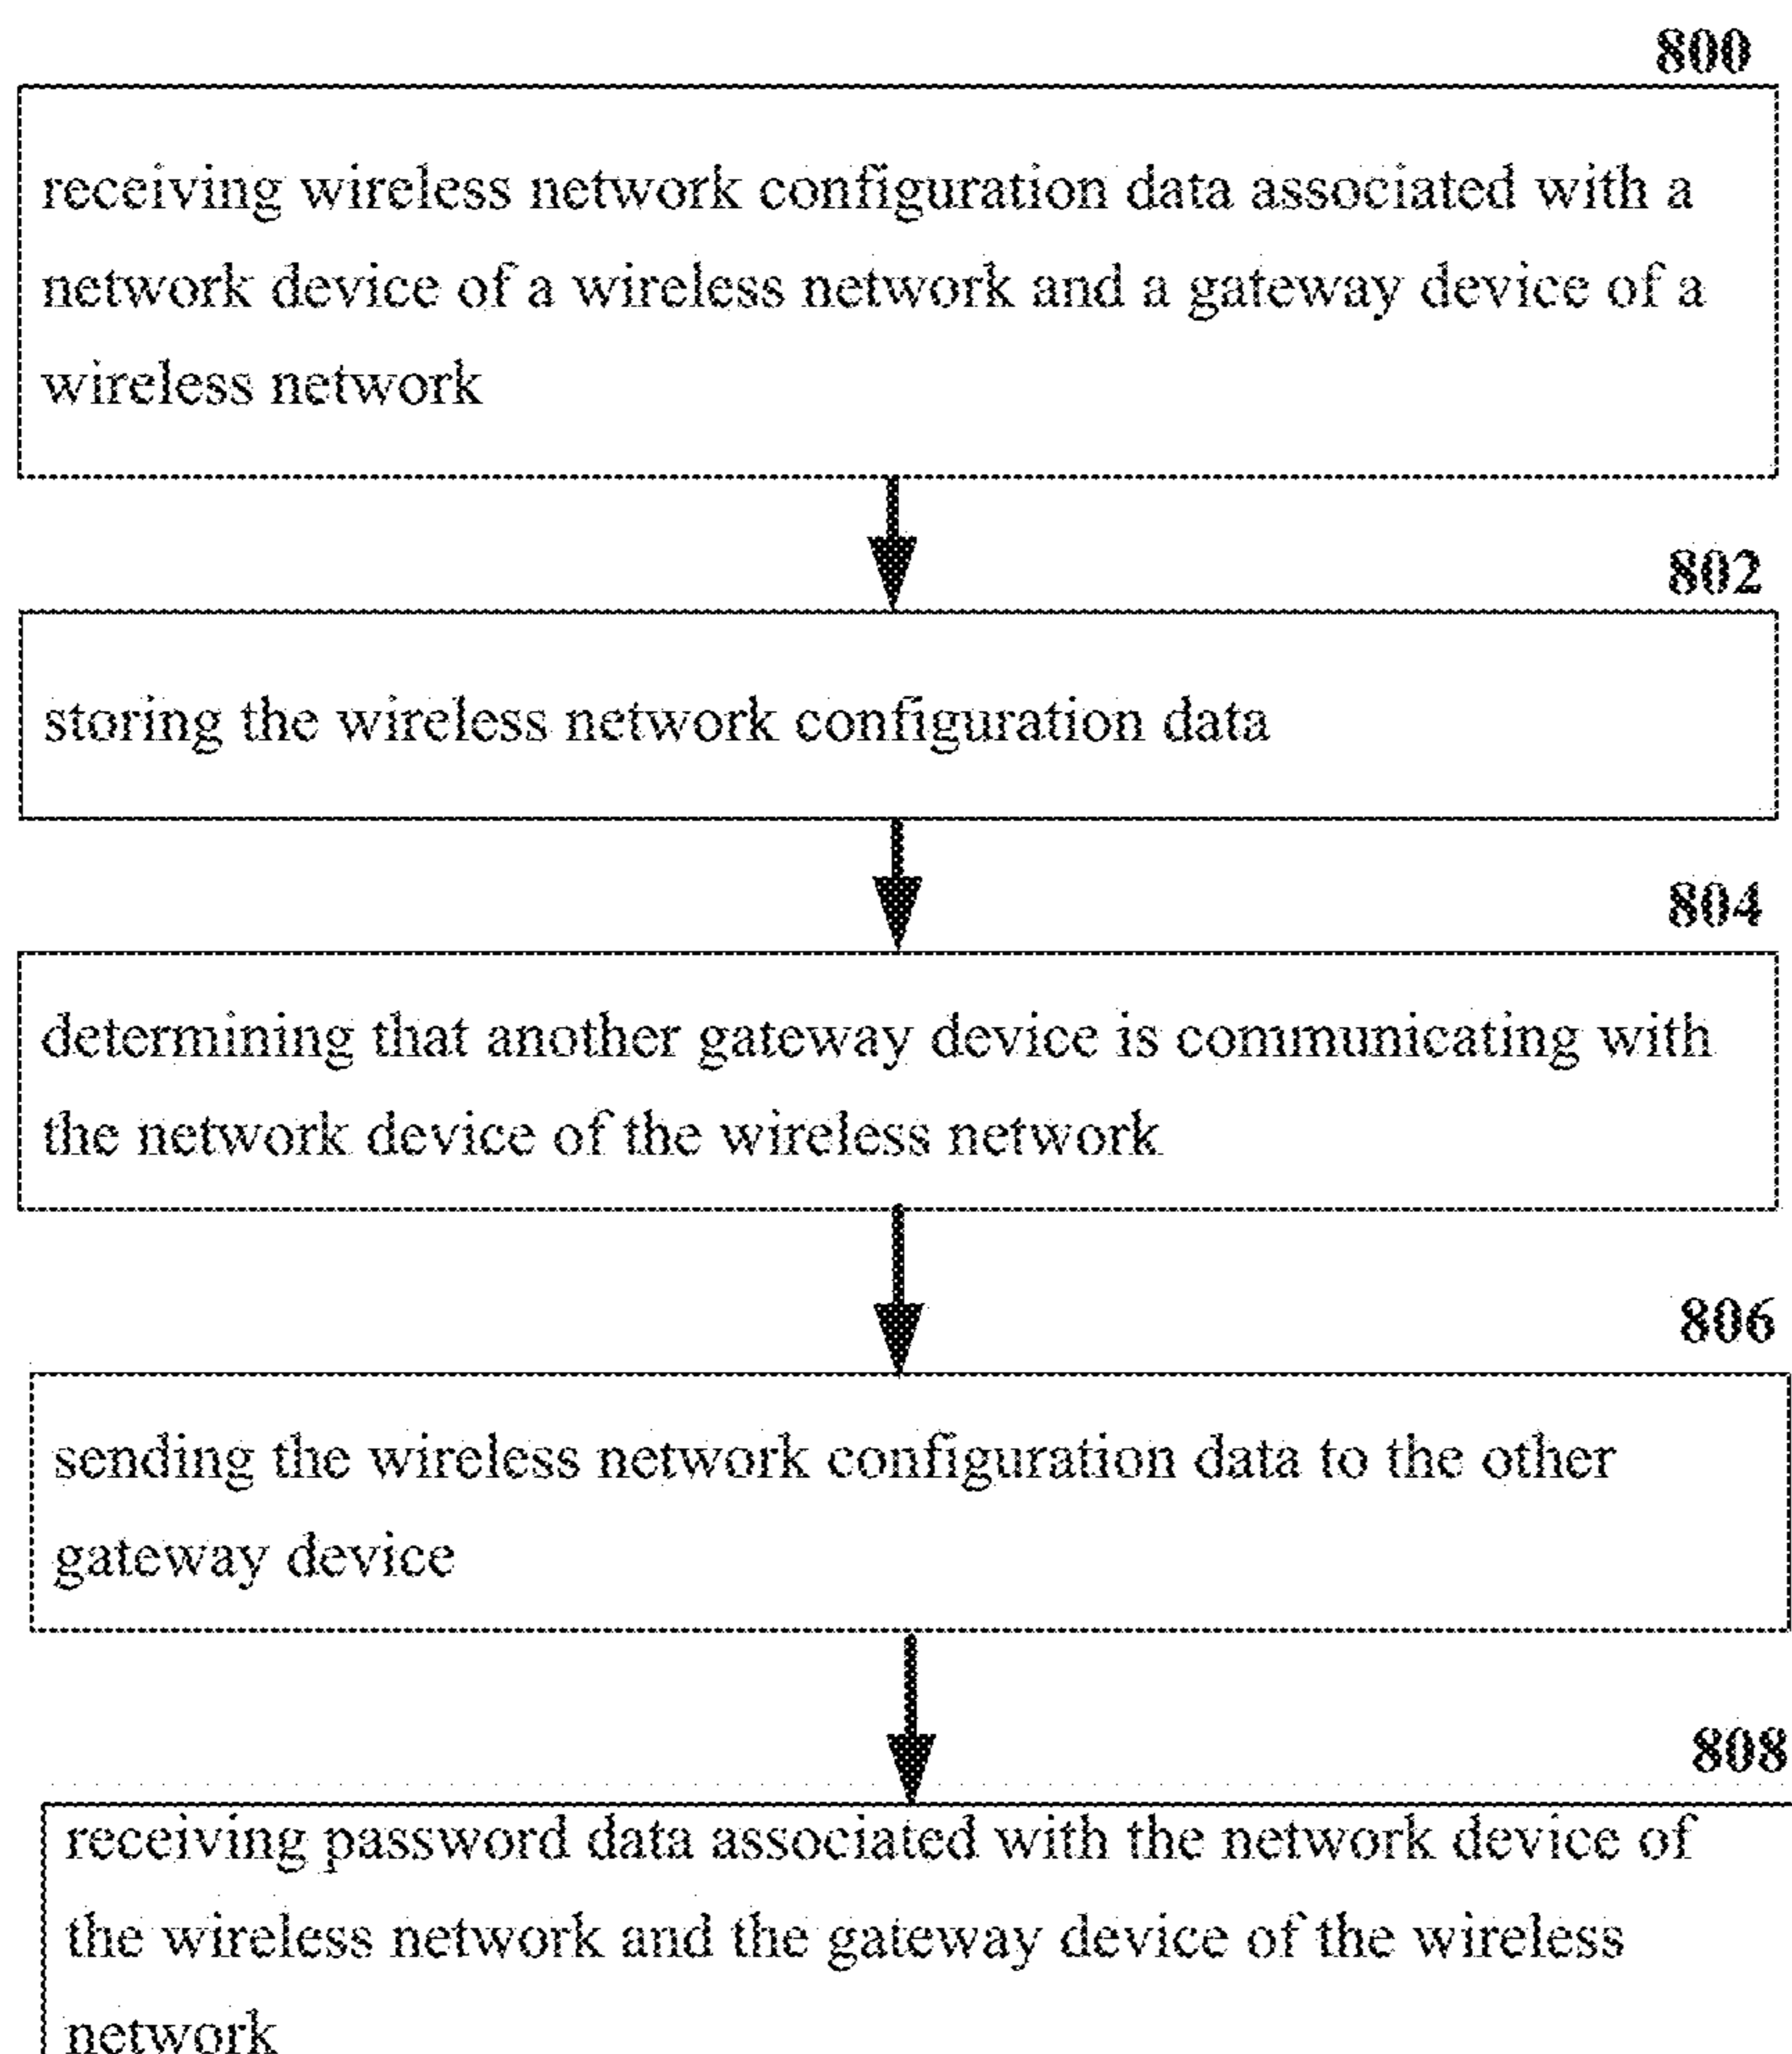 800
receiving wireless network configuration data associated with a
network device of a wireless network and a gateway device of a
wireless network
802
storing the wireless network configuration data
804
determining that another gateway device is communicating with
the network device of the wireless network
806
sending the wireless network configuration data to the other
gateway device
808
receiving password data associated with the network device of
the wireless network and the gateway device of the wireless
network